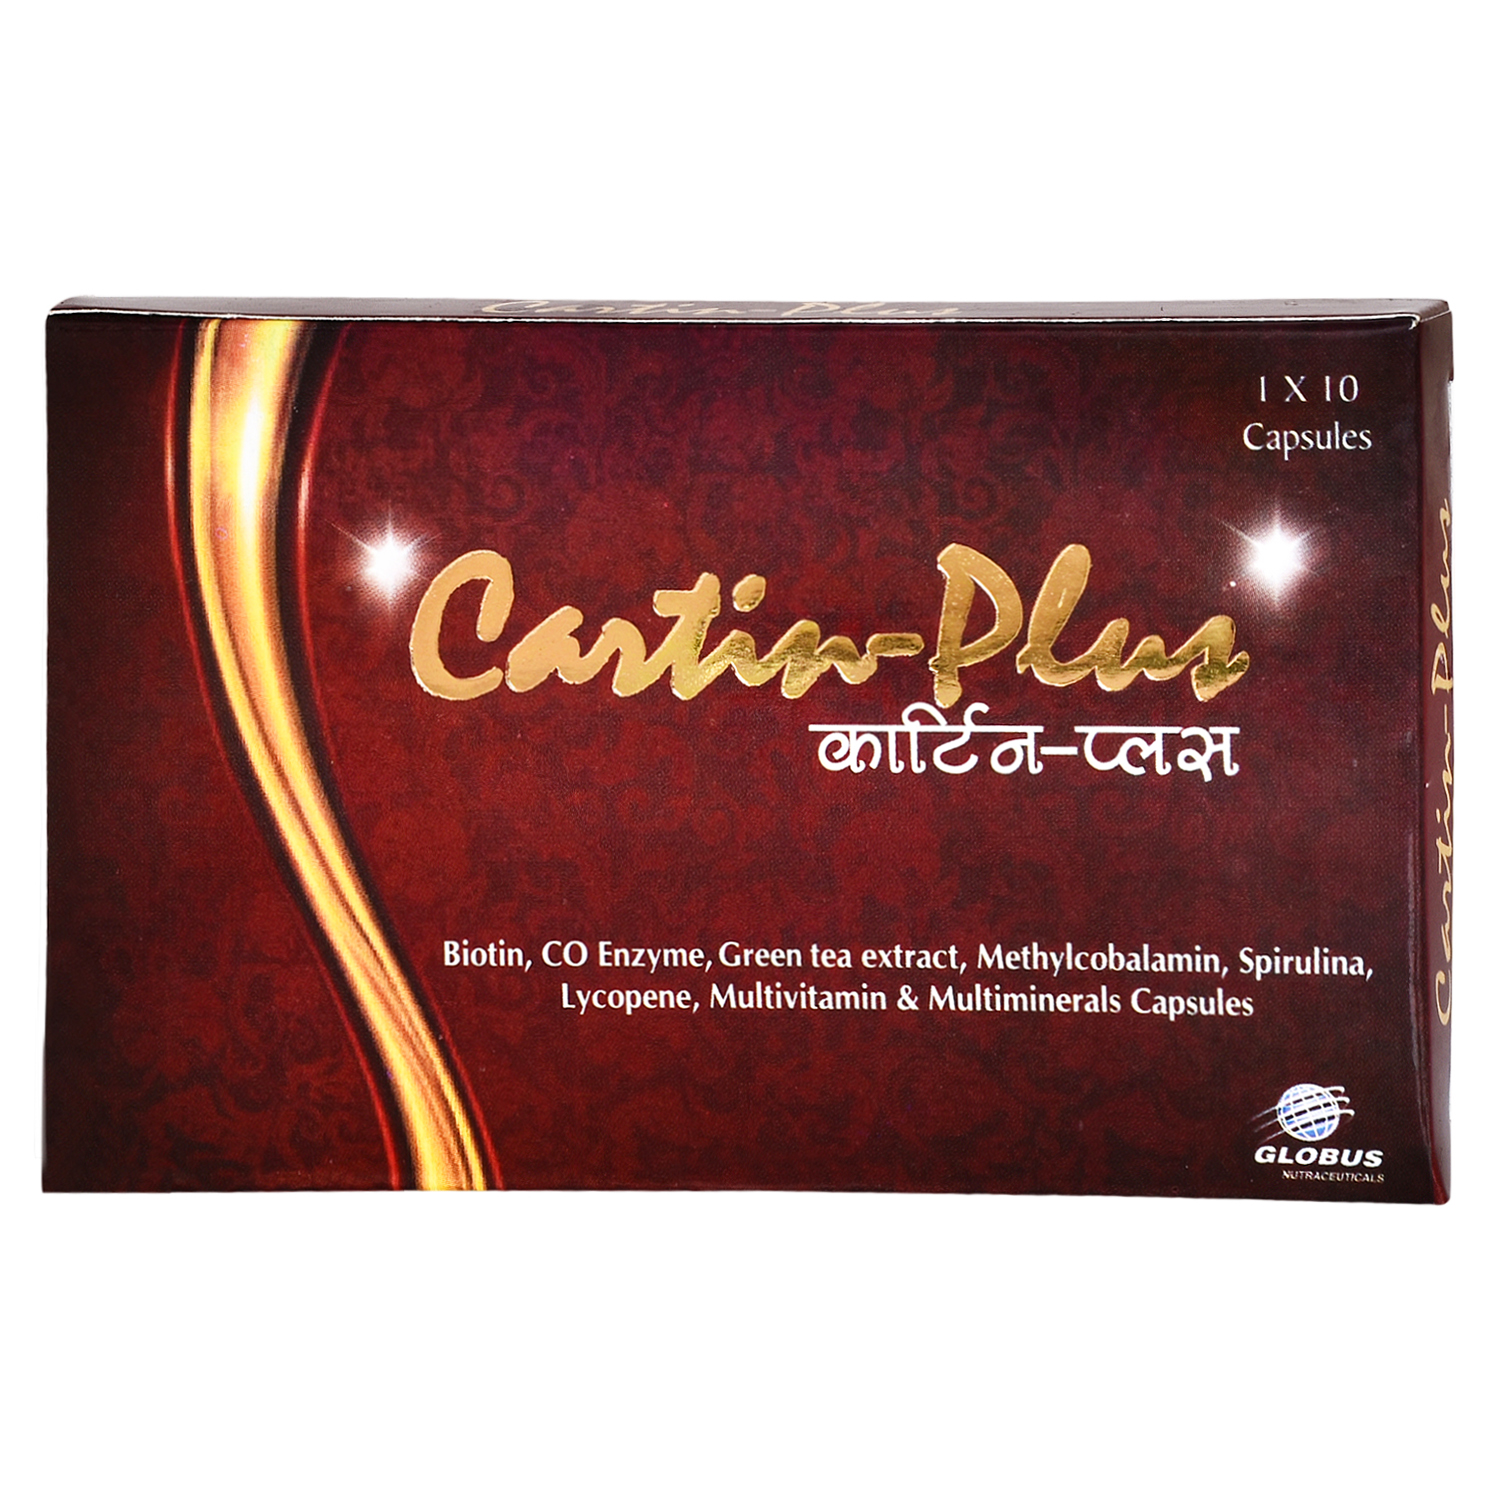 Cartin-Plus
1 X 10
Capsules
Cartin-Plus
कार्टिन-प्लस
Biotin, CO Enzyme, Green tea extract, Methylcobalamin, Spirulina,
Lycopene, Multivitamin & Multiminerals Capsules
GLOBUS
NUTRACEUTICALS
Cartin-Plus